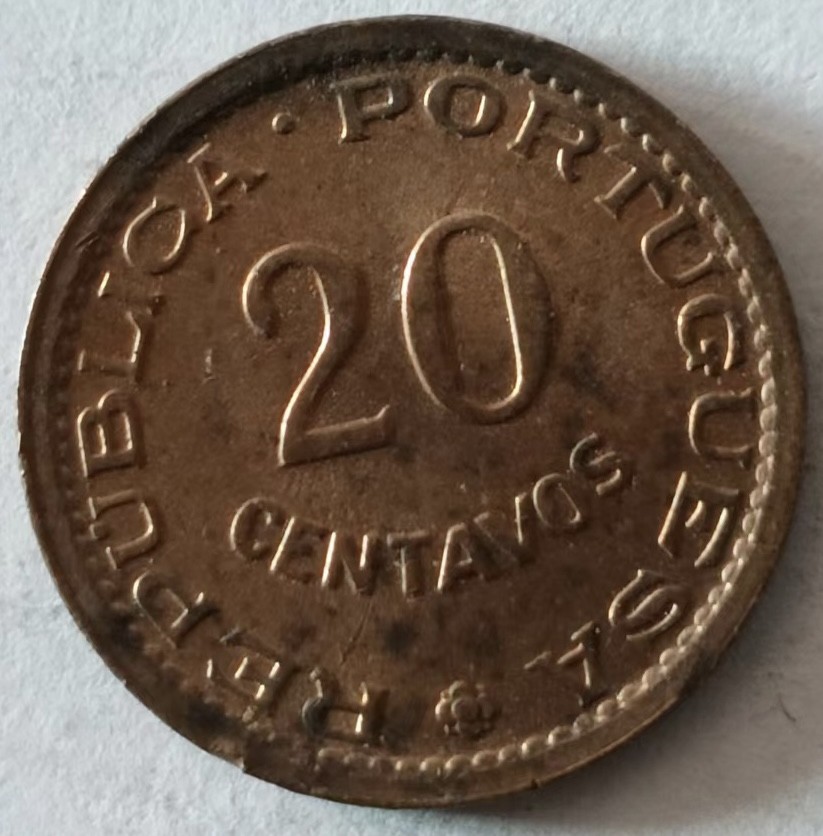 REPUBLICA · PORTUGUESA
20
CENTAVOS